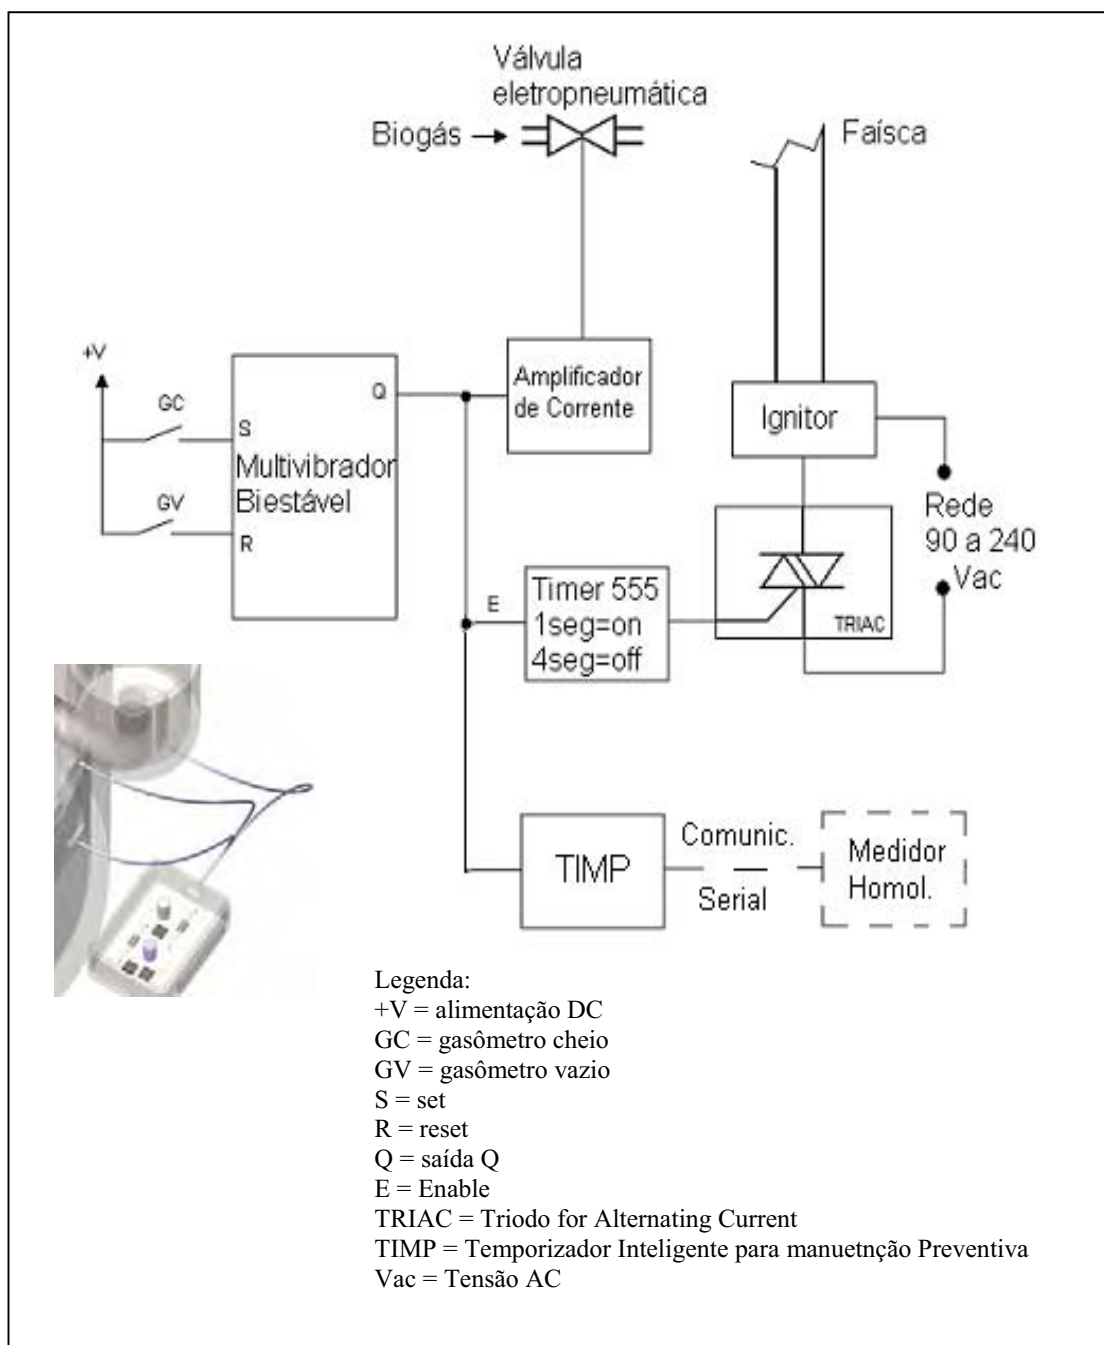 Válvula
eletropneumática
Biogás
Faísca
+V
GC
GV
S
R
Q
Multivibrador
Biestável
Amplificador
de Corrente
Ignitor
Rede
90 a 240
Vac
TRIAC
E
Timer 555
1seg=on
4seg=off
TIMP
Comunic.
Serial
Medidor
Homol.
Legenda:
+V = alimentação DC
GC = gasômetro cheio
GV = gasômetro vazio
S = set
R = reset
Q = saída Q
E = Enable
TRIAC = Triodo for Alternating Current
TIMP = Temporizador Inteligente para manuetnção Preventiva
Vac = Tensão AC